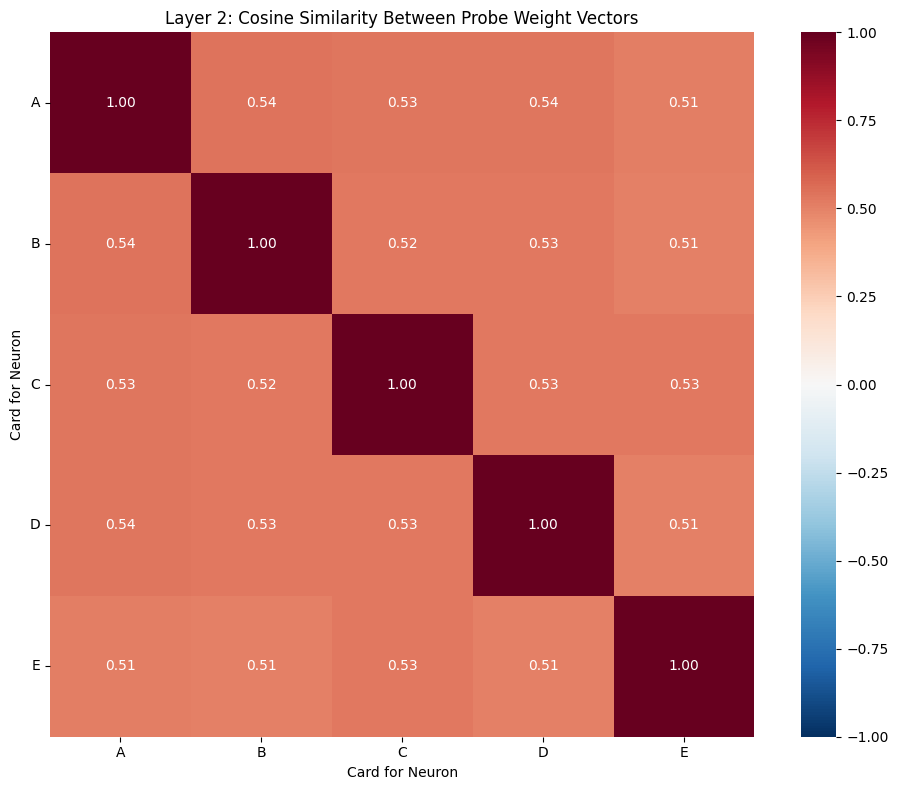 Layer 2: Cosine Similarity Between Probe Weight Vectors
A 1.00 0.54 0.53 0.54 0.51
B 0.54 1.00 0.52 0.53 0.51
C 0.53 0.52 1.00 0.53 0.53
D 0.54 0.53 0.53 1.00 0.51
E 0.51 0.51 0.53 0.51 1.00
A B C D E
Card for Neuron
Card for Neuron
1.00
0.75
0.50
0.25
0.00
−0.25
−0.50
−0.75
−1.00